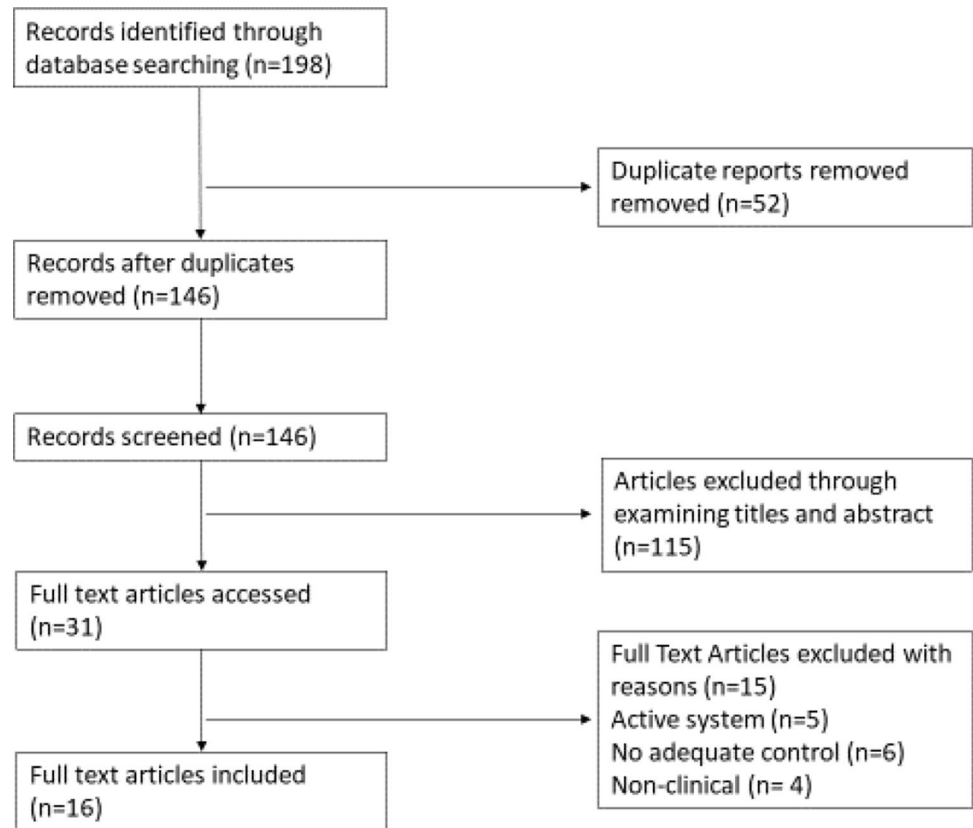 Records identified through
database searching (n=198)
Duplicate reports removed
removed (n=52)
Records after duplicates
removed (n=146)
Records screened (n=146)
Articles excluded through
examining titles and abstract
(n=115)
Full text articles accessed
(n=31)
Full Text Articles excluded with
reasons (n=15)
Active system (n=5)
No adequate control (n=6)
Non-clinical (n= 4)
Full text articles included
(n=16)